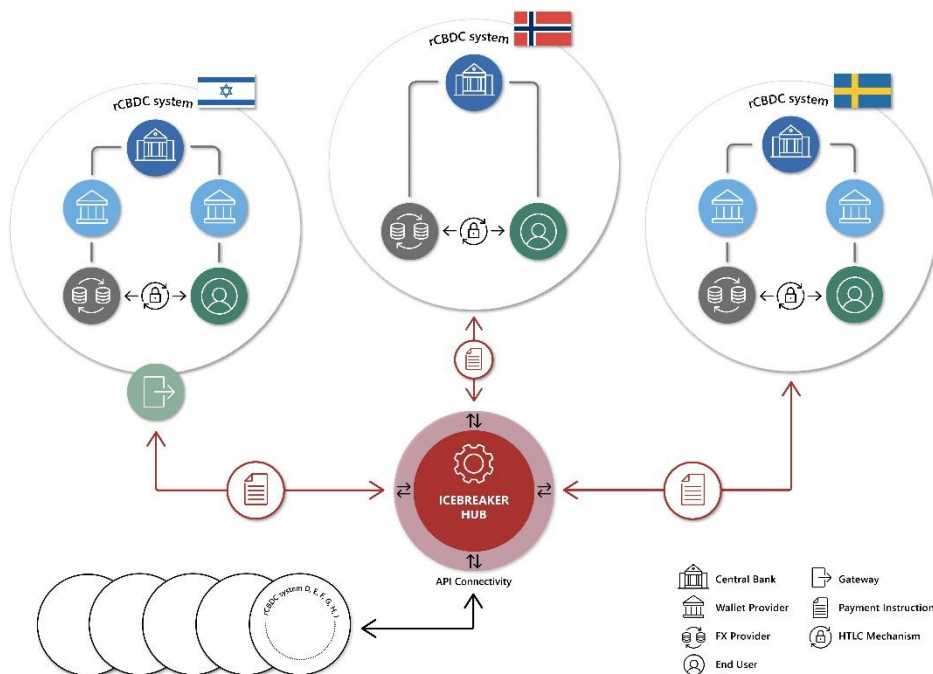 rCBDC system
rCBDC system
rCBDC system
ICEBREAKER
HUB
API Connectivity
rCBDC system D, E, F, G, H, I
Central Bank
Gateway
Wallet Provider
Payment Instruction
FX Provider
HTLC Mechanism
End User